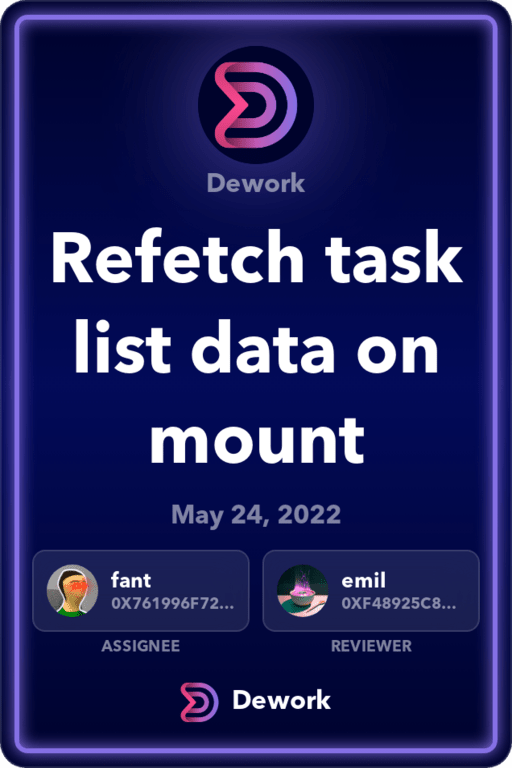 Dework
Refetch task
list data on
mount
May 24, 2022
fant
0X761996F72...
ASSIGNEE
emil
0XF48925C8...
REVIEWER
Dework